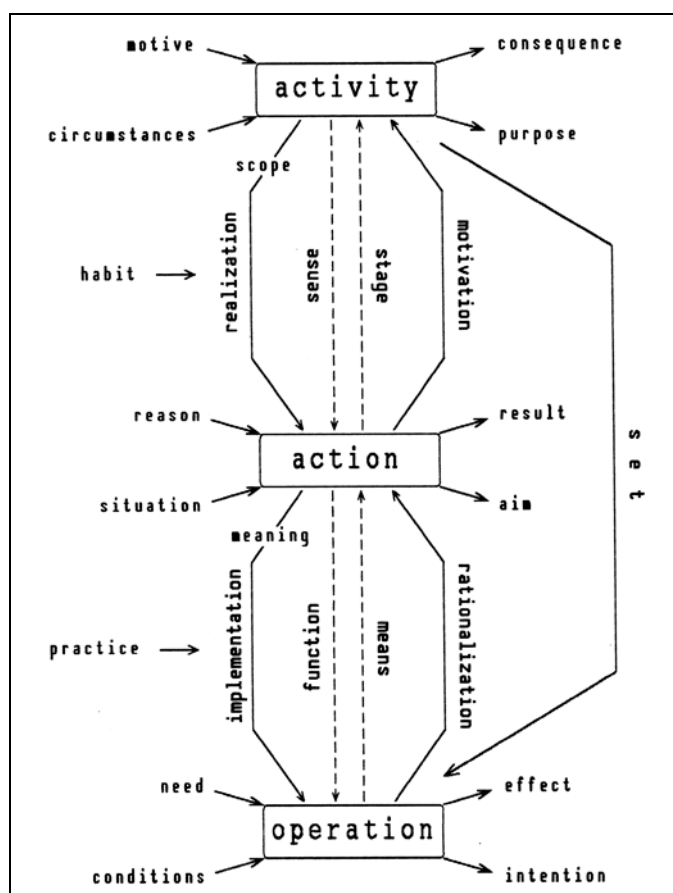 motive
consequence
activity
circumstances
purpose
scope
realization
sense
stage
motivation
habit
reason
result
action
s e t
situation
aim
meaning
implementation
function
means
rationalization
practice
need
effect
operation
conditions
intention